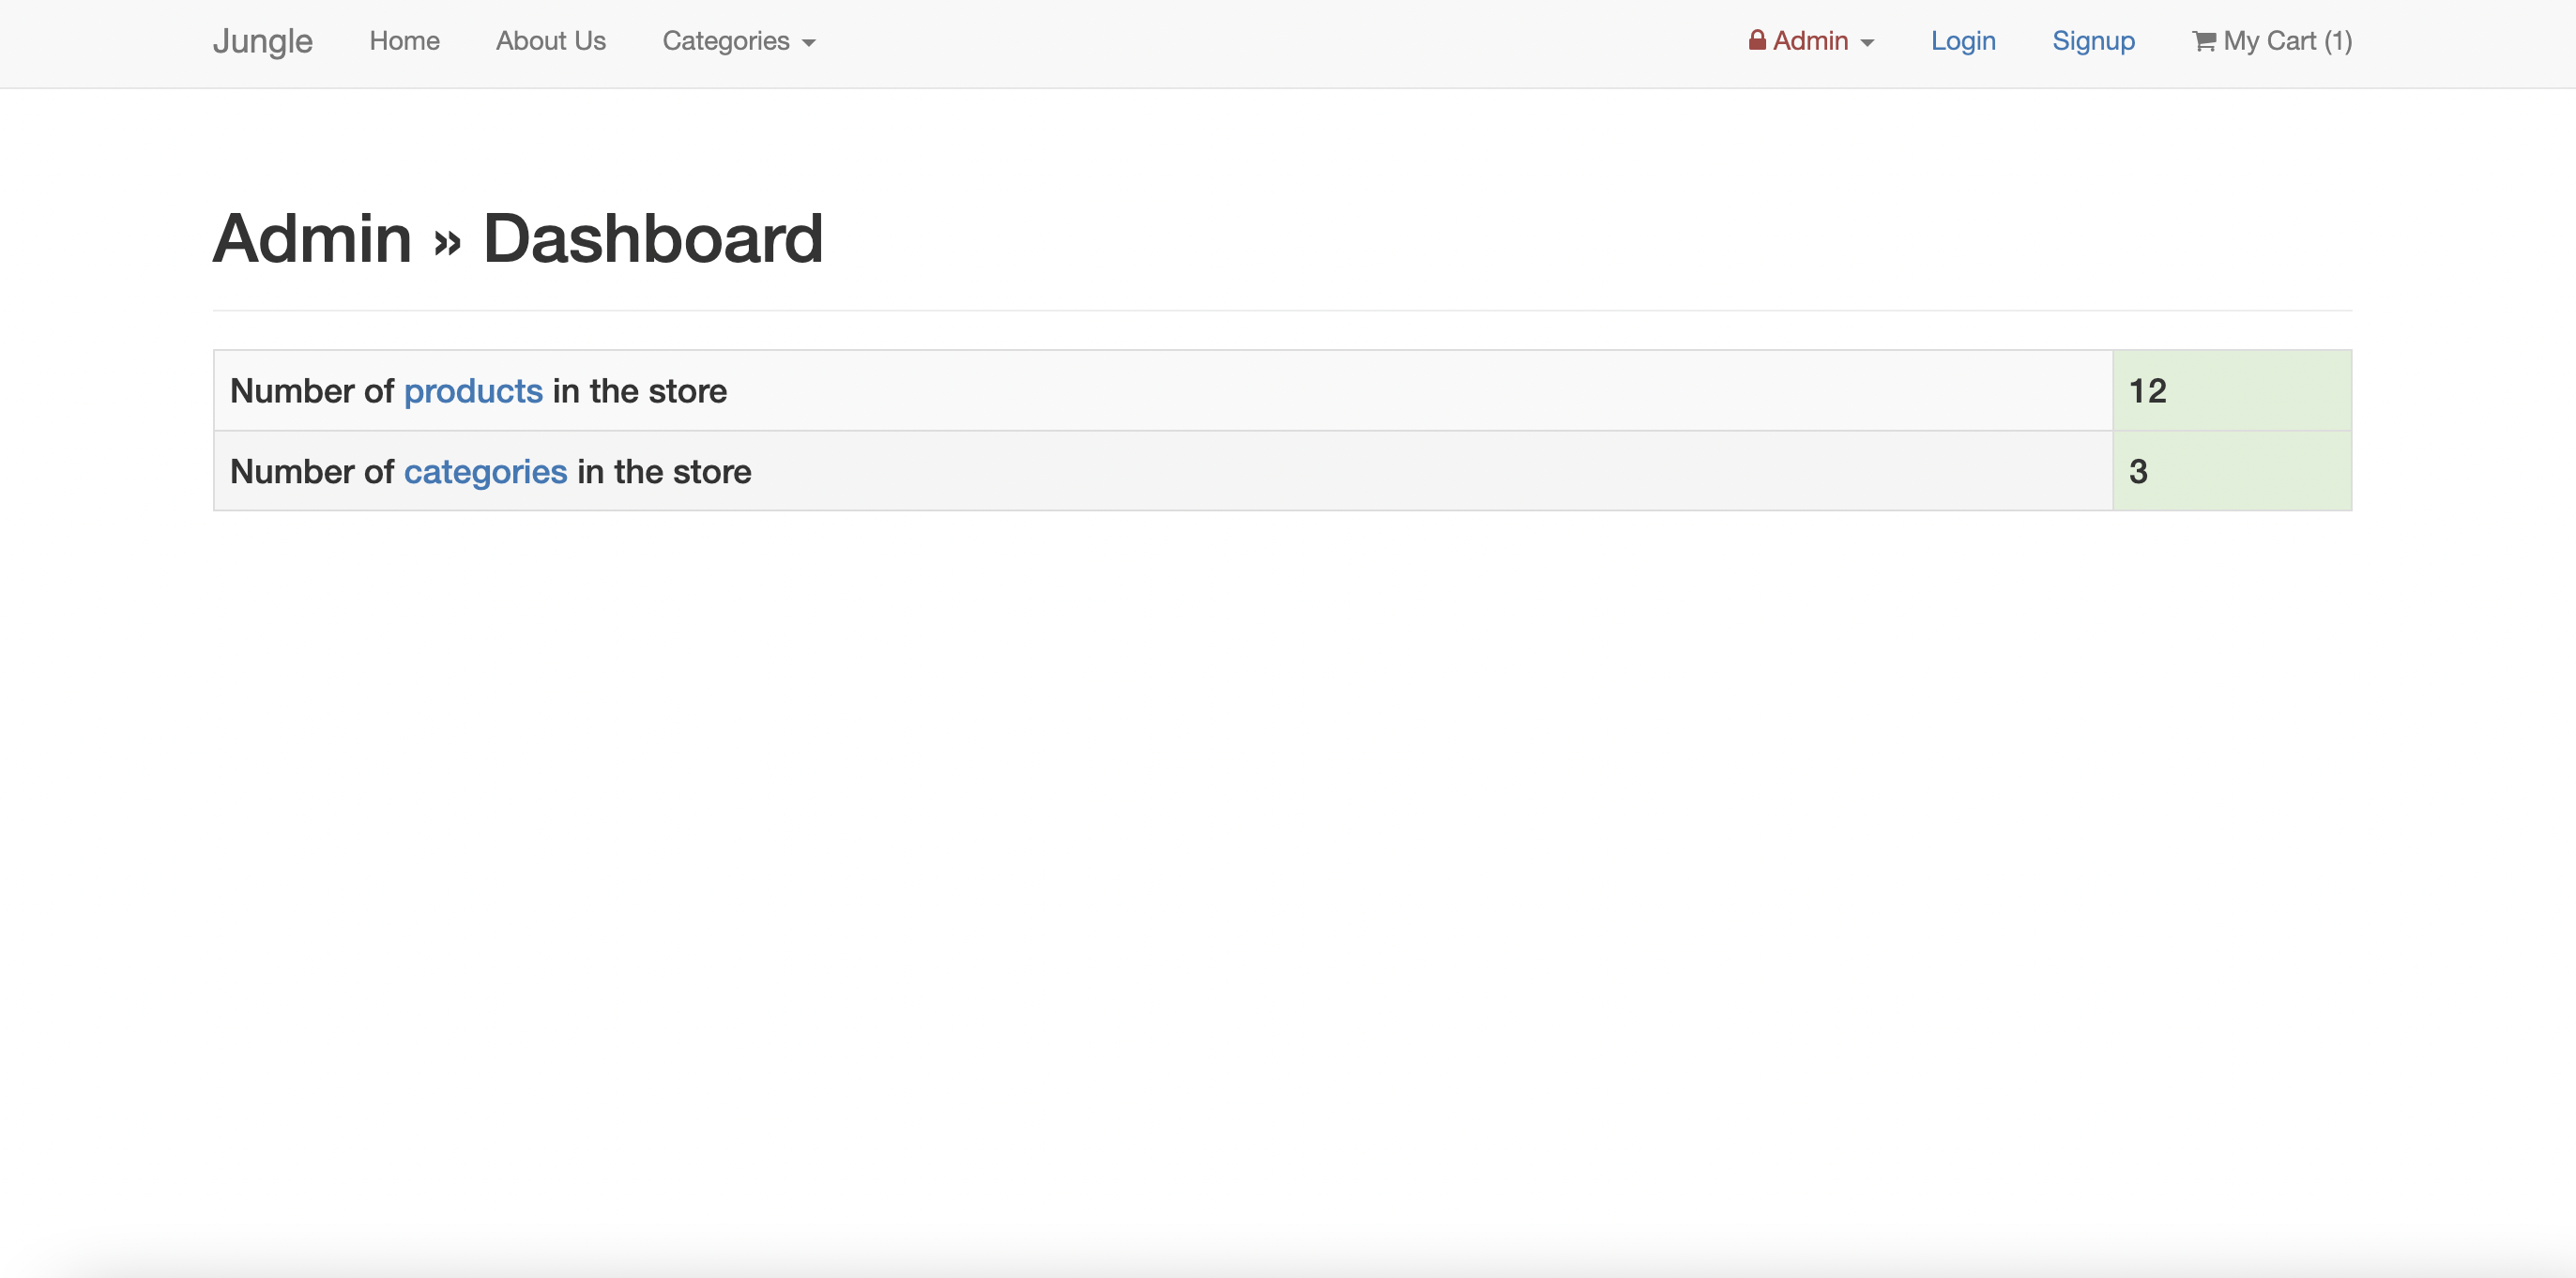 Jungle Home About Us Categories Admin Login Signup My Cart (1)
Admin » Dashboard
Number of products in the store 12
Number of categories in the store 3